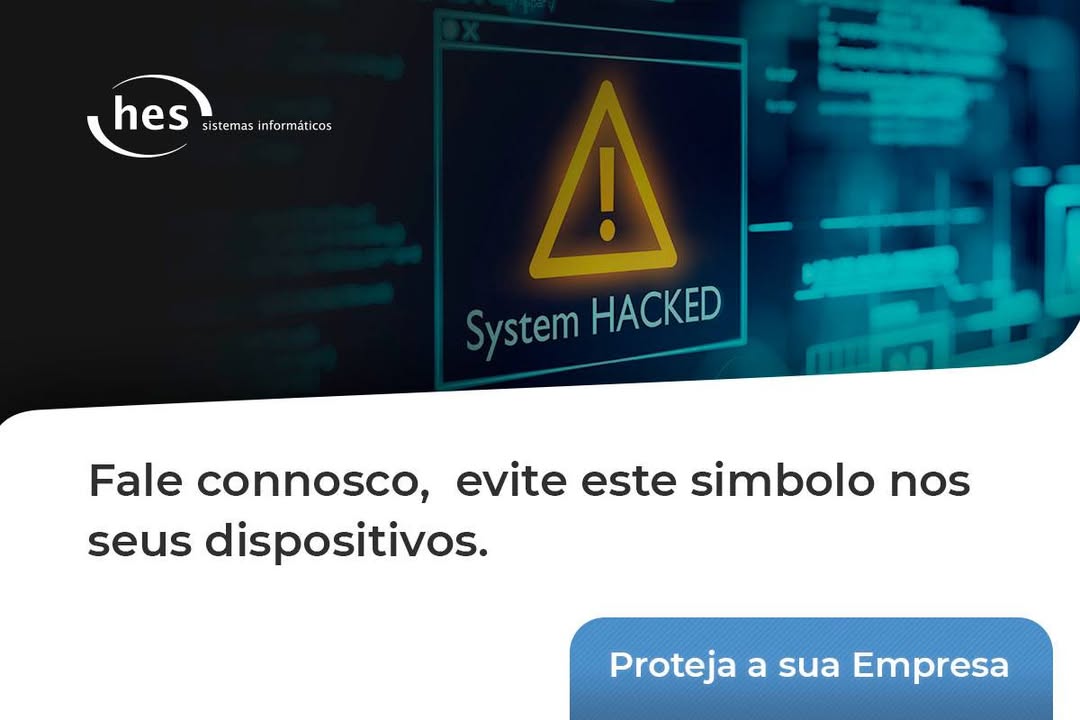 hes
sistemas informáticos
System HACKED
Fale connosco,  evite este simbolo nos
seus dispositivos.
Proteja a sua Empresa